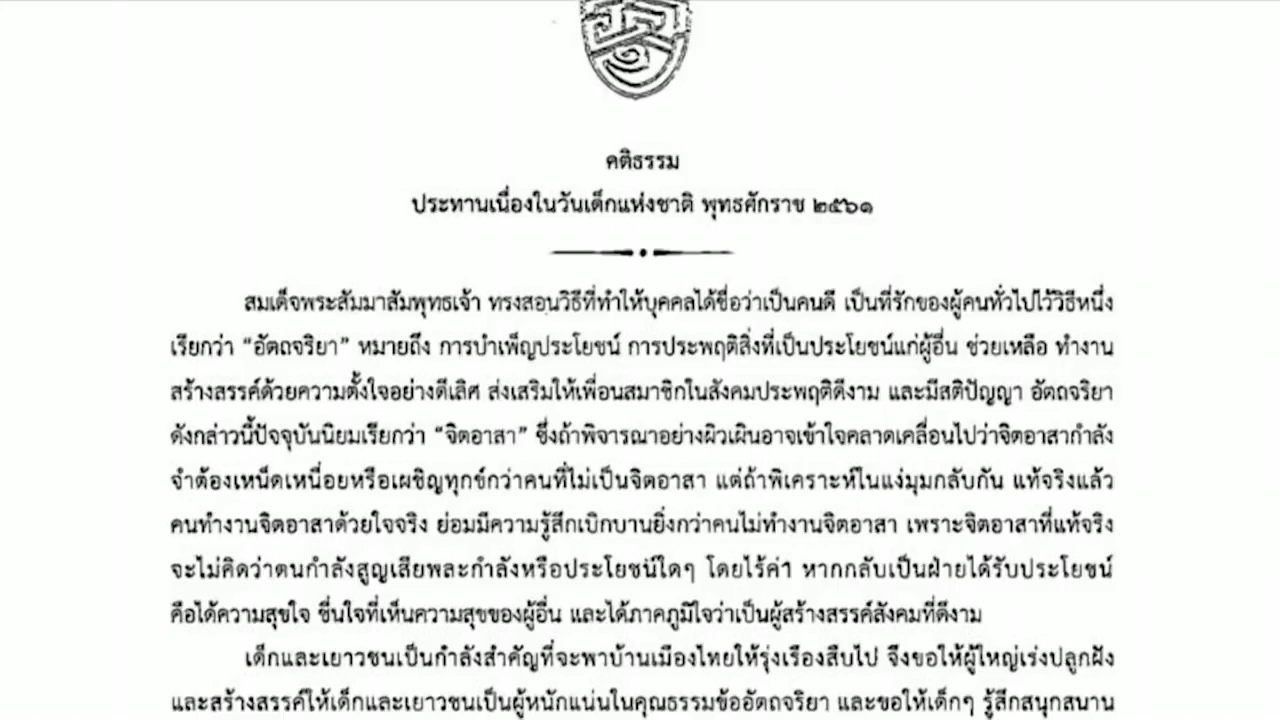 คติธรรม
ประทานเนื่องในวันเด็กแห่งชาติ พุทธศักราช ๒๕๖๑
สมเด็จพระสัมมาสัมพุทธเจ้า ทรงสอนวิธีที่ทำให้บุคคลได้ชื่อว่าเป็นคนดี เป็นที่รักของผู้คนทั่วไปไว้วิธีหนึ่ง
เรียกว่า “อัตถจริยา” หมายถึง การบำเพ็ญประโยชน์ การประพฤติสิ่งที่เป็นประโยชน์แก่ผู้อื่น ช่วยเหลือ ทำงาน
สร้างสรรค์ด้วยความตั้งใจอย่างดีเลิศ ส่งเสริมให้เพื่อนสมาชิกในสังคมประพฤติดีงาม และมีสติปัญญา อัตถจริยา
ดังกล่าวนี้ปัจจุบันนิยมเรียกว่า “จิตอาสา” ซึ่งถ้าพิจารณาอย่างผิวเผินอาจเข้าใจคลาดเคลื่อนไปว่าจิตอาสากำลัง
จำต้องเหน็ดเหนื่อยหรือเผชิญทุกข์กว่าคนที่ไม่เป็นจิตอาสา แต่ถ้าพิเคราะห์ในแง่มุมกลับกัน แท้จริงแล้ว
คนทำงานจิตอาสาด้วยใจจริง ย่อมมีความรู้สึกเบิกบานยิ่งกว่าคนไม่ทำงานจิตอาสา เพราะจิตอาสาที่แท้จริง
จะไม่คิดว่าตนกำลังสูญเสียพละกำลังหรือประโยชน์ใดๆ โดยไร้ค่า หากกลับเป็นฝ่ายได้รับประโยชน์
คือได้ความสุขใจ ชื่นใจที่เห็นความสุขของผู้อื่น และได้ภาคภูมิใจว่าเป็นผู้สร้างสรรค์สังคมที่ดีงาม
เด็กและเยาวชนเป็นกำลังสำคัญที่จะพาบ้านเมืองไทยให้รุ่งเรืองสืบไป จึงขอให้ผู้ใหญ่เร่งปลูกฝัง
และสร้างสรรค์ให้เด็กและเยาวชนเป็นผู้หนักแน่นในคุณธรรมข้ออัตถจริยา และขอให้เด็กๆ รู้สึกสนุกสนาน